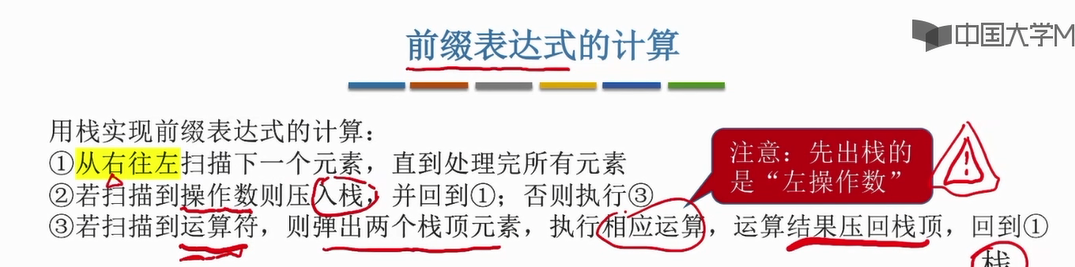 中国大学M
前缀表达式的计算
用栈实现前缀表达式的计算：
①从右往左扫描下一个元素，直到处理完所有元素
②若扫描到操作数则压入栈，并回到①；否则执行③
③若扫描到运算符，则弹出两个栈顶元素，执行相应运算，运算结果压回栈顶，回到①
注意：先出栈的
是“左操作数”
栈